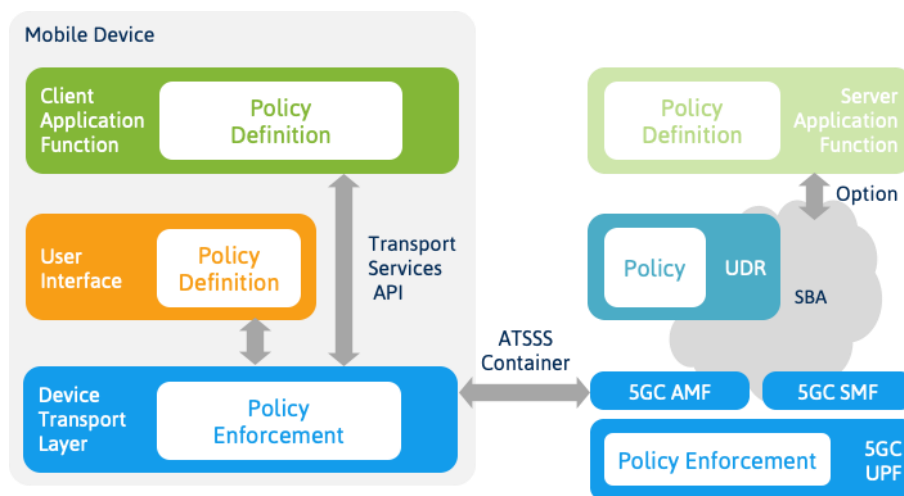 Mobile Device
Client
Application
Function
Policy
Definition
User
Interface
Policy
Definition
Transport
Services
API
Device
Transport
Layer
Policy
Enforcement
ATSSS
Container
Policy
Definition
Server
Application
Function
Option
Policy
UDR
SBA
5GC AMF
5GC SMF
Policy Enforcement
5GC
UPF